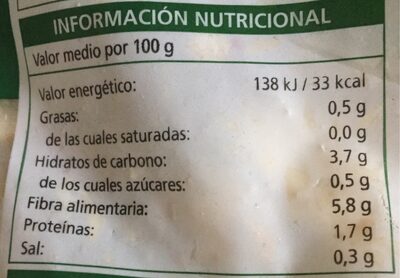 INFORMACIÓN NUTRICIONAL
Valor medio por 100 g
Valor energético: 138 kJ / 33 kcal
Grasas: 0,5 g
de las cuales saturadas: 0,0 g
Hidratos de carbono: 3,7 g
de los cuales azúcares: 0,5 g
Fibra alimentaria: 5,8 g
Proteínas: 1,7 g
Sal: 0,3 g